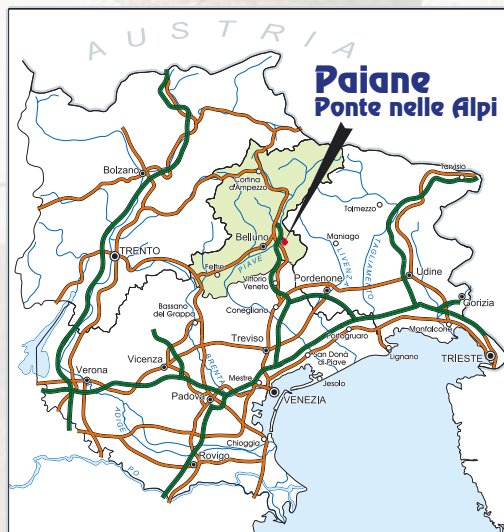 AUSTRIA
Paiane
Ponte nelle Alpi
Tarvisio
Bolzano
Cortina
d'Ampezzo
Tolmezzo
Maniago
Belluno
TRENTO
LIVENZA
TAGLIAMENTO
PIAVE
Feltre
Udine
Vittorio
Veneto
Pordenone
Gorizia
Bassano
del Grappa
Conegliano
Monfalcone
Portogruaro
Treviso
Vicenza
BRENTA
San Donà
di Piave
Lignano
TRIESTE
Verona
Mestre
Jesolo
Padova
VENEZIA
ADIGE
Chioggia
Rovigo
PO